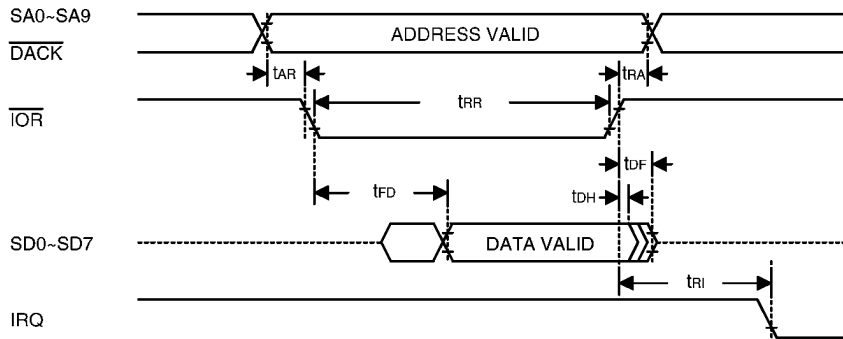 SA0~SA9
DACK
ADDRESS VALID
tAR
tRA
IOR
tRR
tDF
tFD
tDH
SD0~SD7
DATA VALID
tRI
IRQ